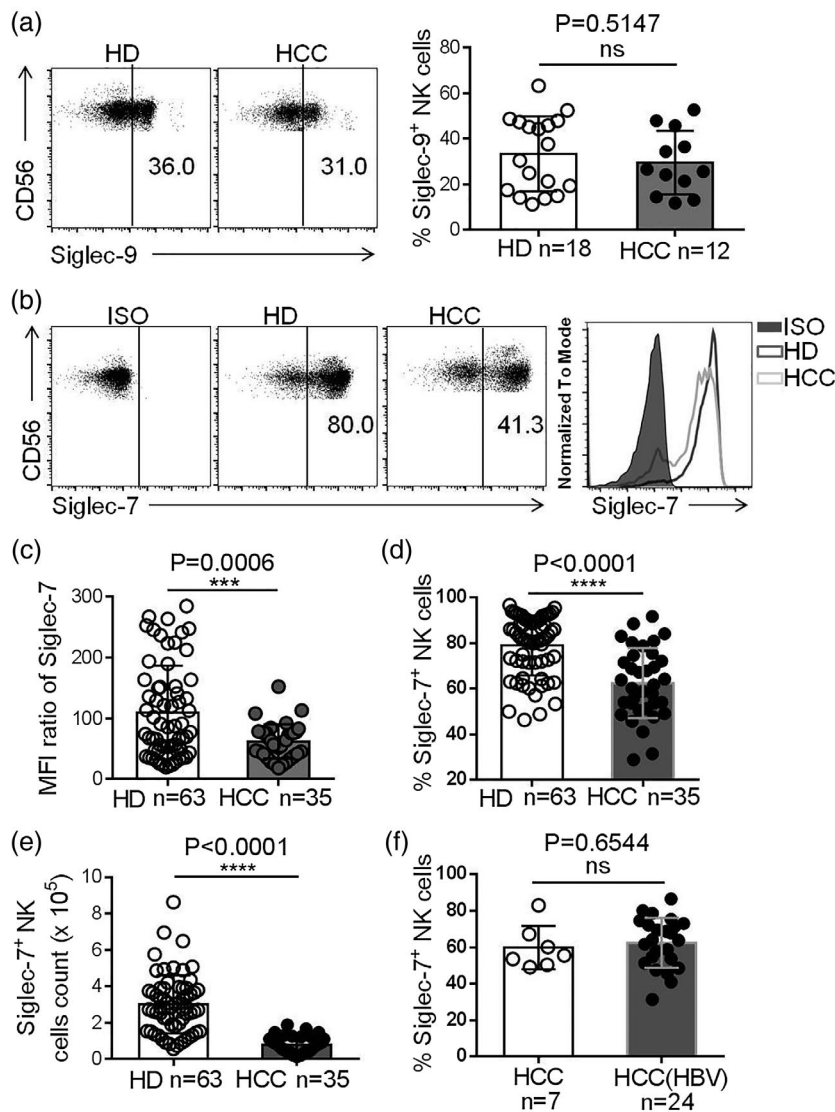 (a)
HD
HCC
CD56
36.0
31.0
Siglec-9
P=0.5147
ns
% Siglec-9+ NK cells
80
60
40
20
0
HD n=18
HCC n=12
(b)
ISO
HD
HCC
CD56
80.0
41.3
Siglec-7
Normalized To Mode
Siglec-7
ISO
HD
HCC
(c)
P=0.0006
***
MFI ratio of Siglec-7
300
200
100
0
HD n=63
HCC n=35
(d)
P<0.0001
****
% Siglec-7+ NK cells
100
80
60
40
20
HD n=63
HCC n=35
(e)
P<0.0001
****
Siglec-7+ NK
cells count (x 10^5)
10
8
6
4
2
0
HD n=63
HCC n=35
(f)
P=0.6544
ns
% Siglec-7+ NK cells
100
80
60
40
20
0
HCC
n=7
HCC(HBV)
n=24